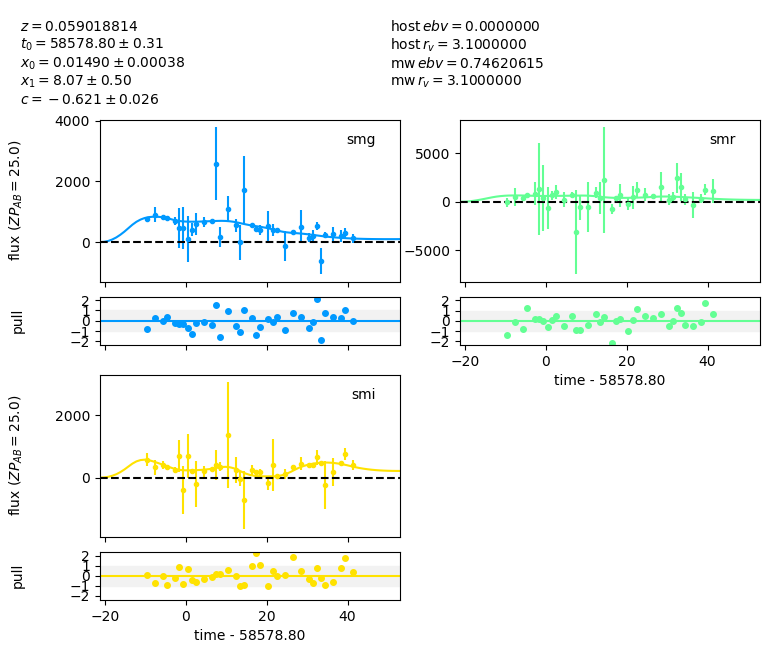 z = 0.059018814
t₀ = 58578.80 ± 0.31
x₀ = 0.01490 ± 0.00038
x₁ = 8.07 ± 0.50
c = −0.621 ± 0.026
host ebv = 0.0000000
host r_v = 3.1000000
mw ebv = 0.74620615
mw r_v = 3.1000000
smg
flux (ZP_AB = 25.0)
4000
2000
0
pull
2
1
0
−1
−2
smr
5000
0
−5000
2
1
0
−1
−2
−20 0 20 40
time - 58578.80
smi
flux (ZP_AB = 25.0)
2000
0
pull
2
1
0
−1
−2
−20 0 20 40
time - 58578.80